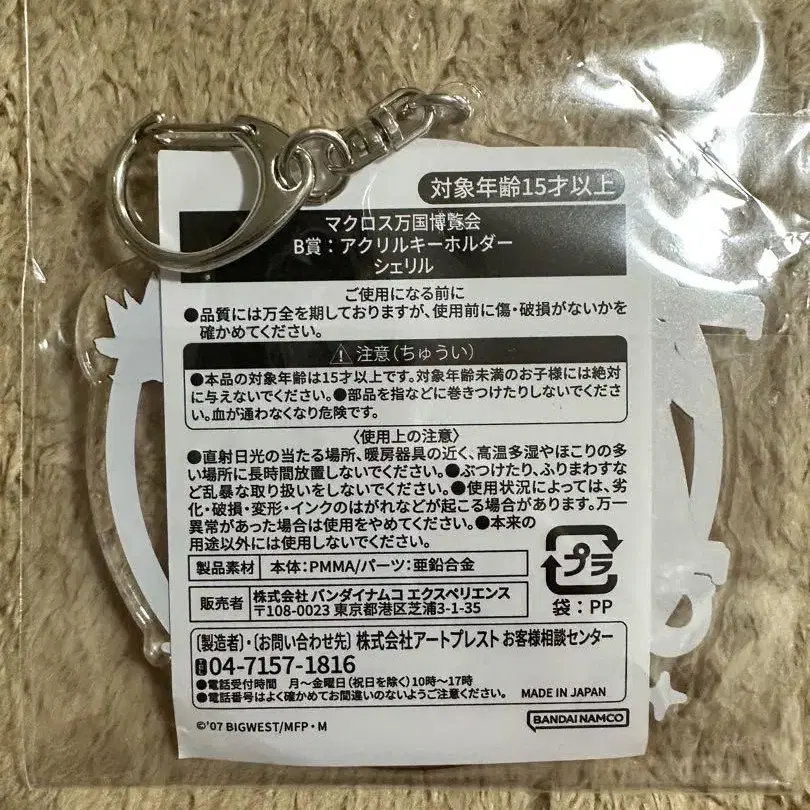 対象年齢15才以上
マクロス万国博覧会
B賞：アクリルキーホルダー
シェリル
ご使用になる前に
●品質には万全を期しておりますが、使用前に傷・破損がないかを
確かめてください。
⚠注意(ちゅうい)
●本品の対象年齢は15才以上です。対象年齢未満のお子様には絶対
に与えないでください。●部品を指などに巻きつけたりしないでくださ
い。血が通わなくなり危険です。
〈使用上の注意〉
●直射日光の当たる場所、暖房器具の近く、高温多湿やほこりの多
い場所に長時間放置しないでください。●ぶつけたり、ふりまわすな
ど乱暴な取り扱いをしないでください。●使用状況によっては、劣
化・破損・変形・インクのはがれなどが起こる場合があります。万一
異常があった場合は使用をやめてください。●本来の
用途以外には使用しないでください。
製品素材 本体：PMMA/パーツ：亜鉛合金
販売者 株式会社 バンダイナムコ エクスペリエンス
〒108-0023 東京都港区芝浦3-1-35
プラ
袋：PP
〔製造者〕・〔お問い合わせ先〕 株式会社アートプレスト お客様相談センター
04-7157-1816
●電話受付時間 月～金曜日(祝日を除く)10時～17時
●電話番号はよく確かめてお間違いのないようご注意ください。 MADE IN JAPAN
©'07 BIGWEST/MFP・M
BANDAI NAMCO